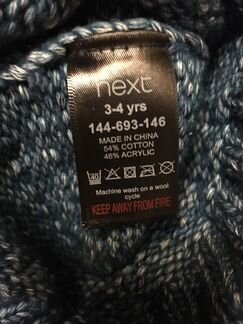 next
3-4 yrs
144-693-146
MADE IN CHINA
54% COTTON
46% ACRYLIC
40
Machine wash on a wool
cycle
KEEP AWAY FROM FIRE